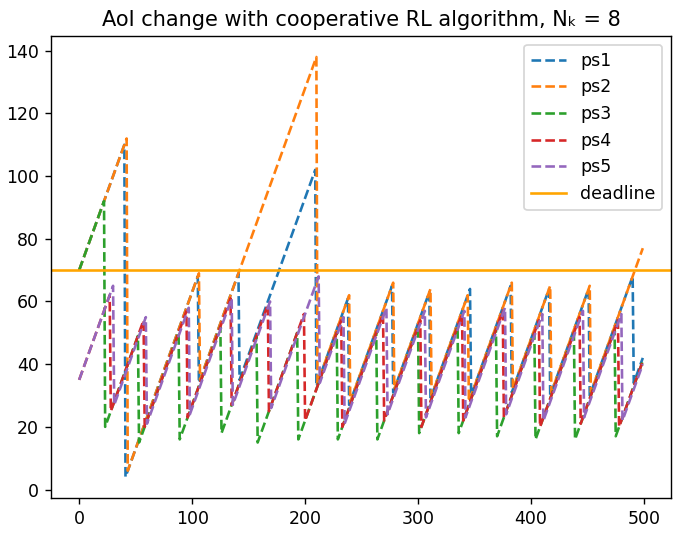 AoI change with cooperative RL algorithm, Nₖ = 8
140
120
100
80
60
40
20
0
0 100 200 300 400 500
ps1
ps2
ps3
ps4
ps5
deadline